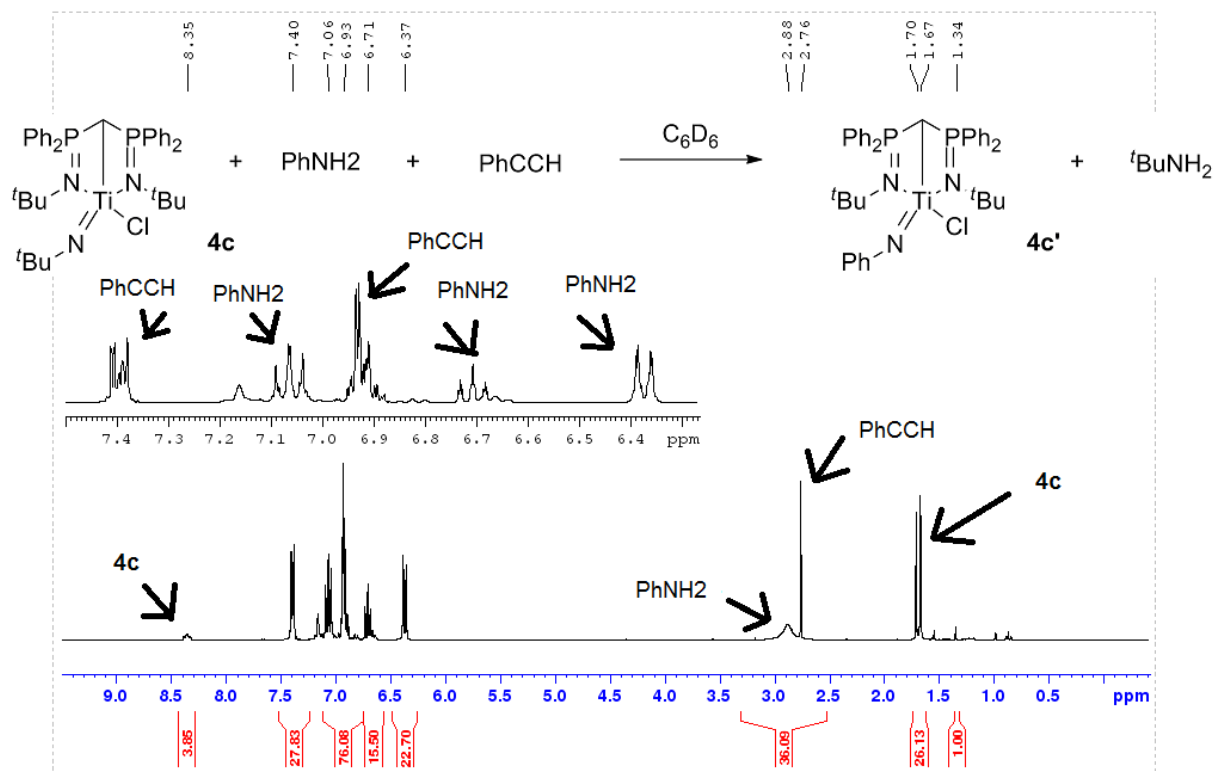 8.35 7.40 7.06 6.93 6.71 6.37 2.88 2.76 1.70 1.67 1.34
Ph2P PPh2 + PhNH2 + PhCCH C6D6 Ph2P PPh2 + tBuNH2
N N
tBu Ti tBu
N Cl
tBu 4c
N N
tBu Ti tBu
N Cl
Ph 4c'
PhCCH PhNH2 PhCCH PhNH2 PhNH2
7.4 7.3 7.2 7.1 7.0 6.9 6.8 6.7 6.6 6.5 6.4 ppm
PhCCH
4c
4c
PhNH2
9.0 8.5 8.0 7.5 7.0 6.5 6.0 5.5 5.0 4.5 4.0 3.5 3.0 2.5 2.0 1.5 1.0 0.5 ppm
3.85 27.83 76.08 15.50 22.70 36.09 26.13 1.00